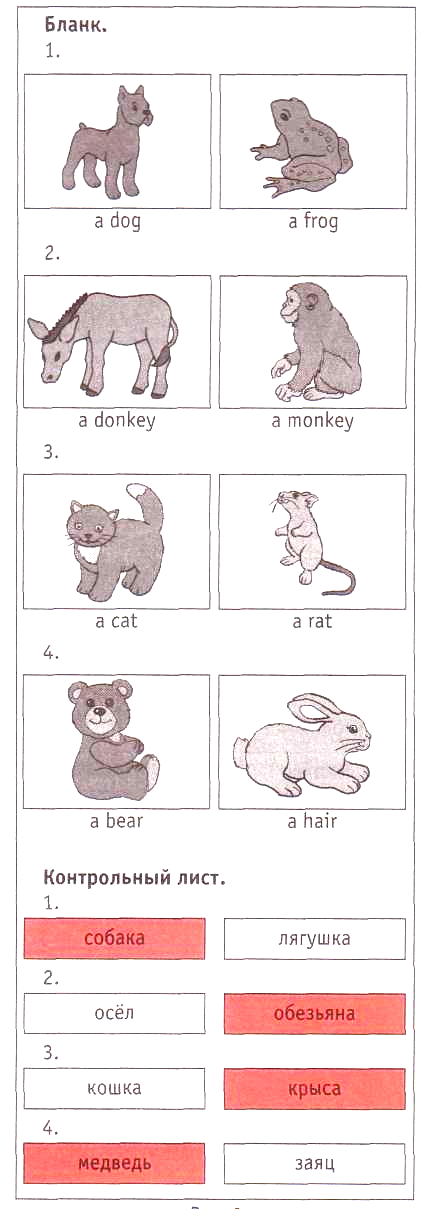 Бланк.
1.
a dog a frog
2.
a donkey a monkey
3.
a cat a rat
4.
a bear a hair
Контрольный лист.
1.
собака лягушка
2.
осёл обезьяна
3.
кошка крыса
4.
медведь заяц